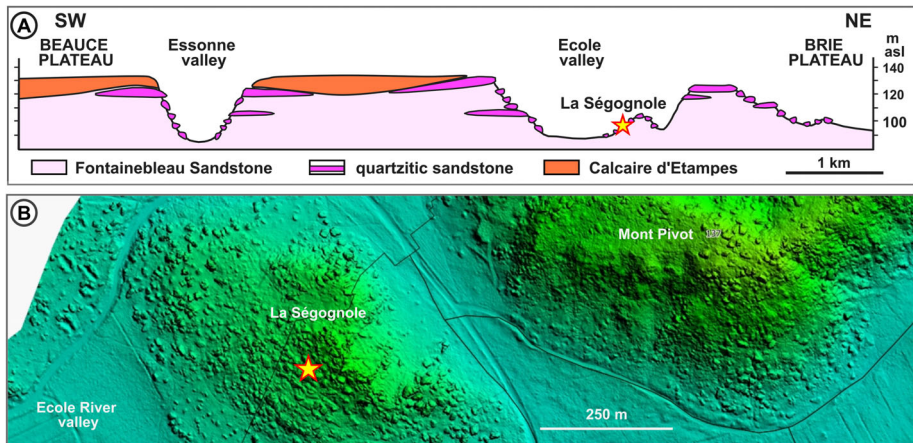 A
SW
NE
BEAUCE
PLATEAU
Essonne
valley
Ecole
valley
BRIE PLATEAU
m
asl
La Ségognole
140
120
100
Fontainebleau Sandstone
quartzitic sandstone
Calcaire d'Etampes
1 km
B
Mont Pivot
La Ségognole
Ecole River
valley
250 m